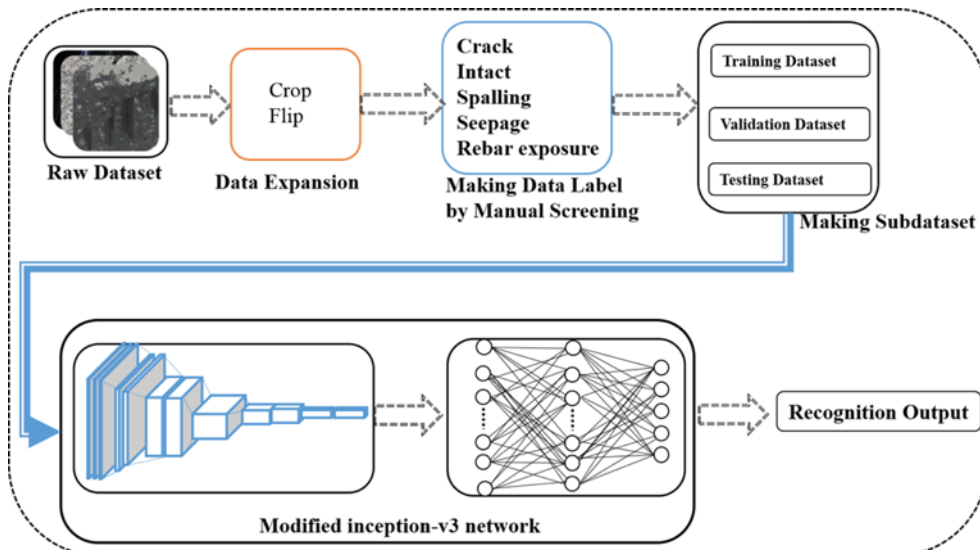 Raw Dataset
Crop
Flip
Data Expansion
Crack
Intact
Spalling
Seepage
Rebar exposure
Making Data Label
by Manual Screening
Training Dataset
Validation Dataset
Testing Dataset
Making Subdataset
Modified inception-v3 network
Recognition Output